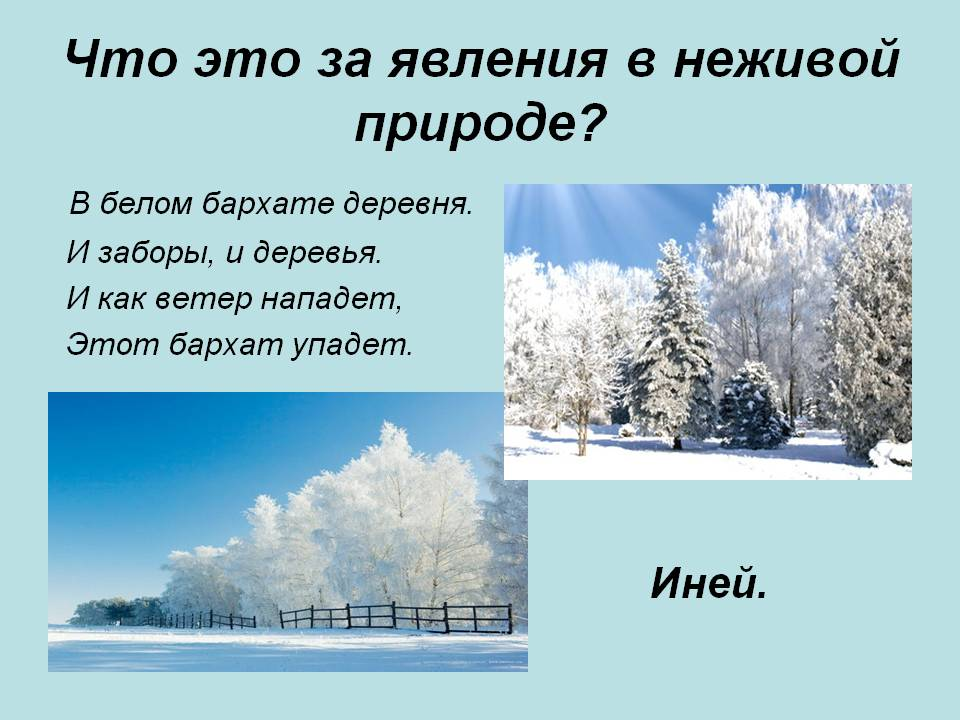 Что это за явления в неживой
природе?
В белом бархате деревня.
И заборы, и деревья.
И как ветер нападет,
Этот бархат упадет.
Иней.